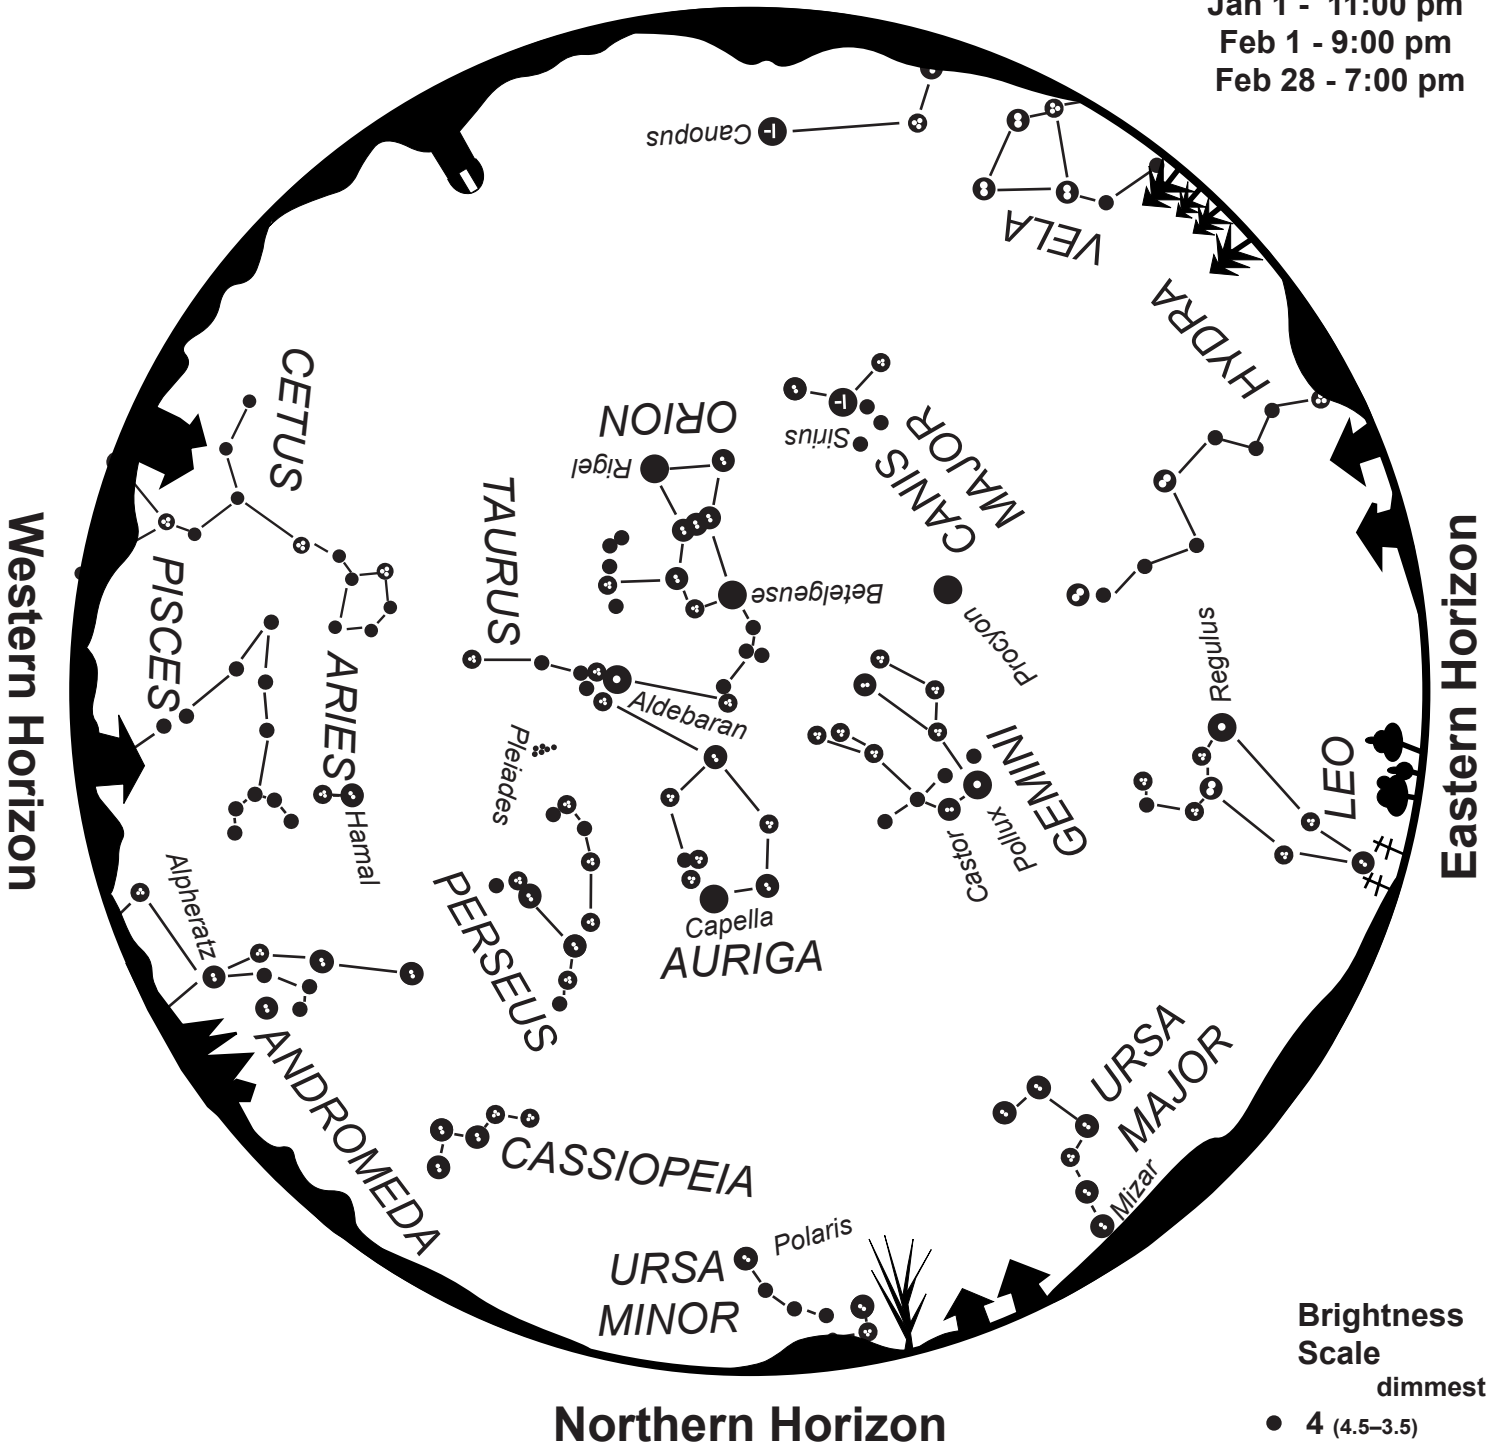 Jan 1 - 11:00 pm
Feb 1 - 9:00 pm
Feb 28 - 7:00 pm
Canopus
VELA
HYDRA
CETUS
ORION
Rigel
Sirius
CANIS
MAJOR
TAURUS
Betelgeuse
Procyon
Western Horizon
Eastern Horizon
PISCES
ARIES
Hamal
Aldebaran
Pleiades
Regulus
LEO
GEMINI
Pollux
Castor
Alpheratz
PERSEUS
Capella
AURIGA
ANDROMEDA
CASSIOPEIA
URSA
MAJOR
Mizar
Polaris
URSA
MINOR
Northern Horizon
Brightness
Scale
dimmest
4 (4.5–3.5)